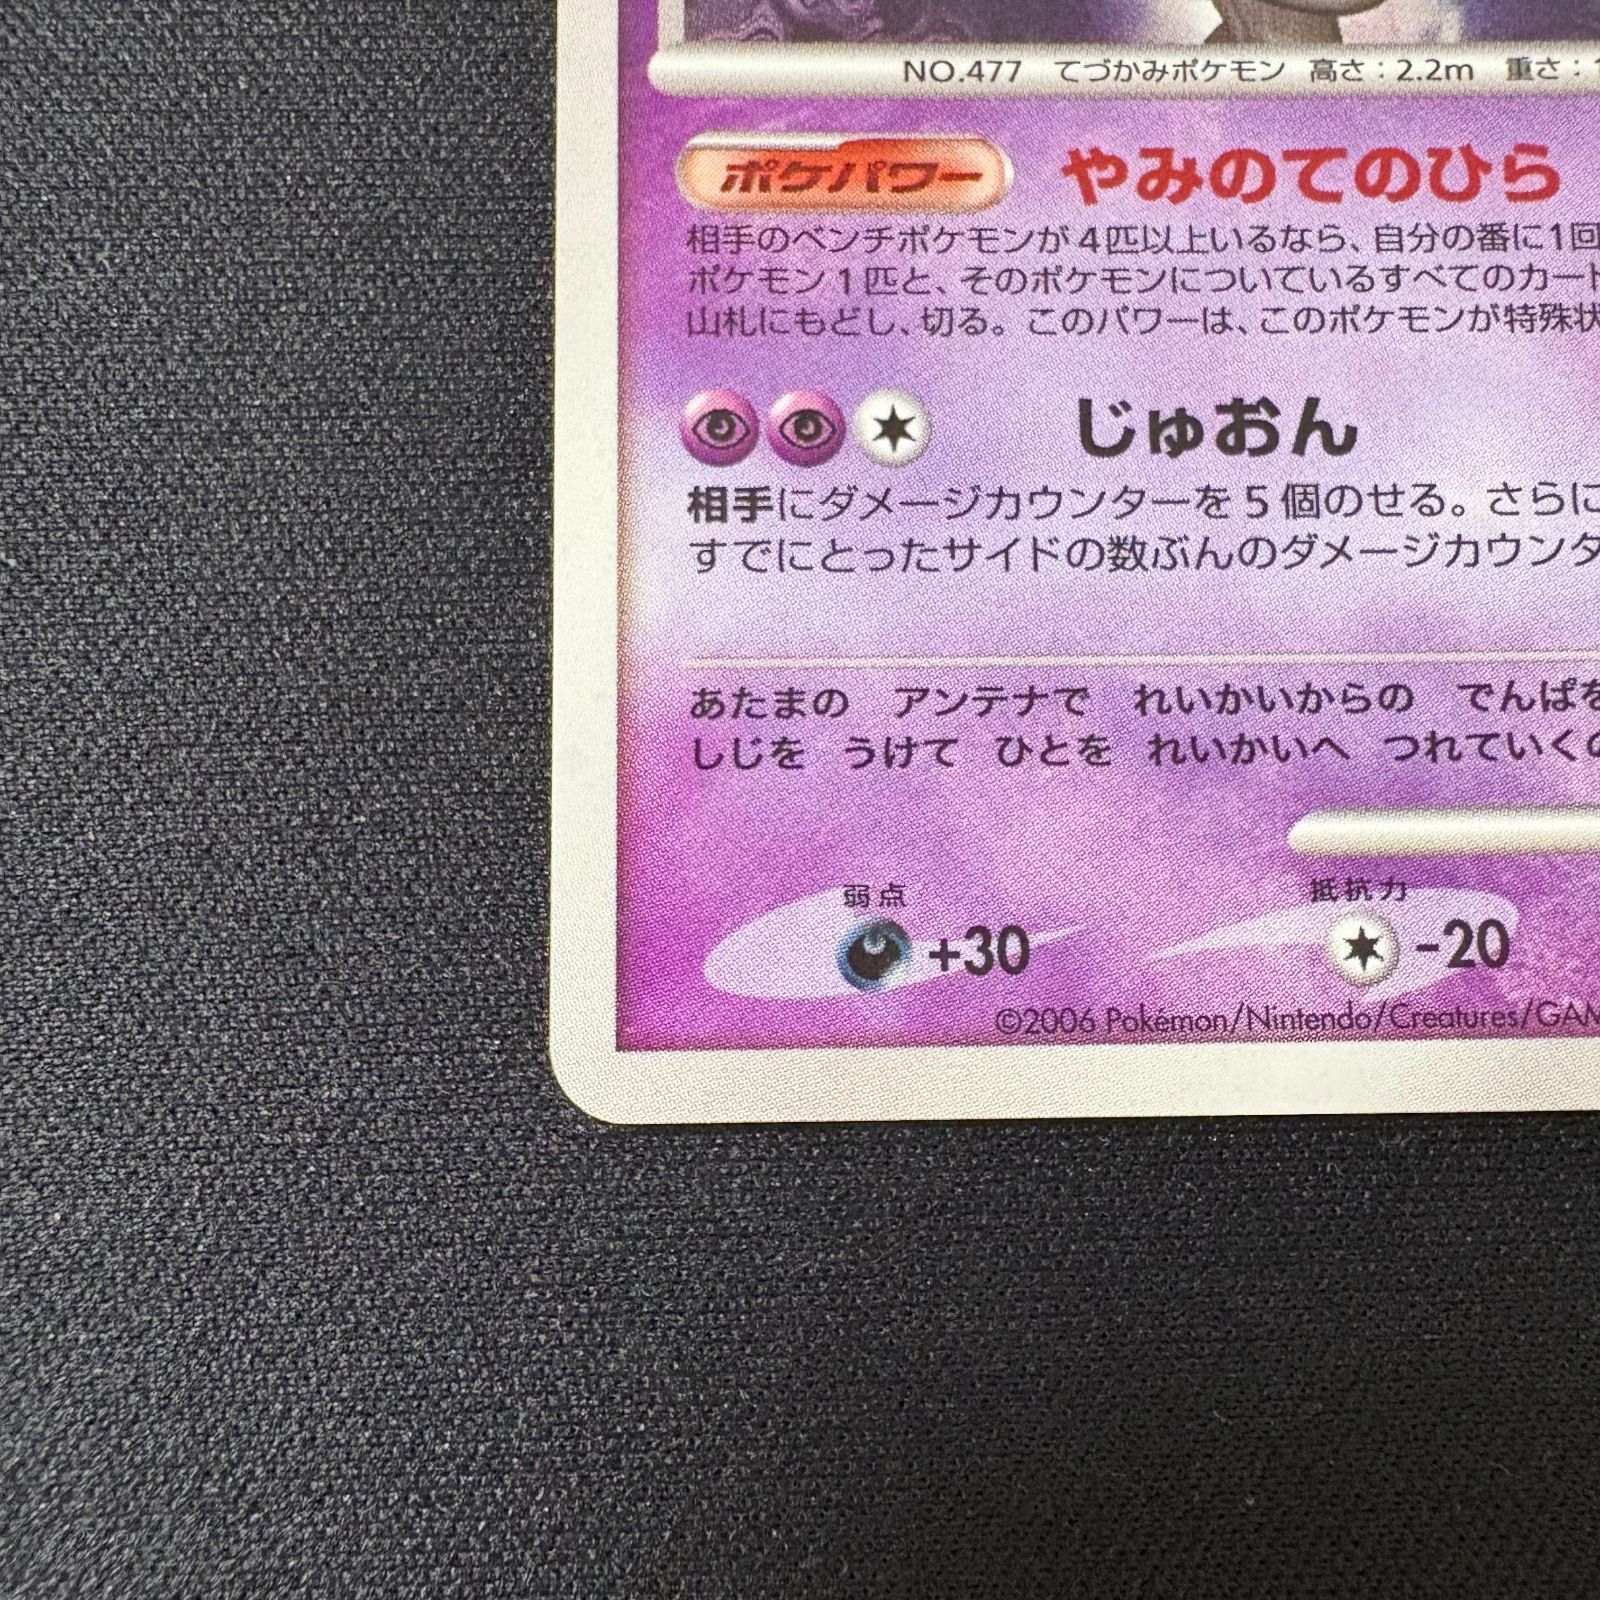 NO.477 てづかみポケモン 高さ：2.2m 重さ：1
ポケパワー やみのてのひら
相手のベンチポケモンが4匹以上いるなら、自分の番に1回
ポケモン1匹と、そのポケモンについているすべてのカード
山札にもどし、切る。このパワーは、このポケモンが特殊状
じゅおん
相手にダメージカウンターを5個のせる。さらに
すでにとったサイドの数ぶんのダメージカウンタ
あたまの アンテナで れいかいからの でんぱを
しじを うけて ひとを れいかいへ つれていくの
弱点 抵抗力
+30 -20
©2006 Pokémon/Nintendo/Creatures/GAM